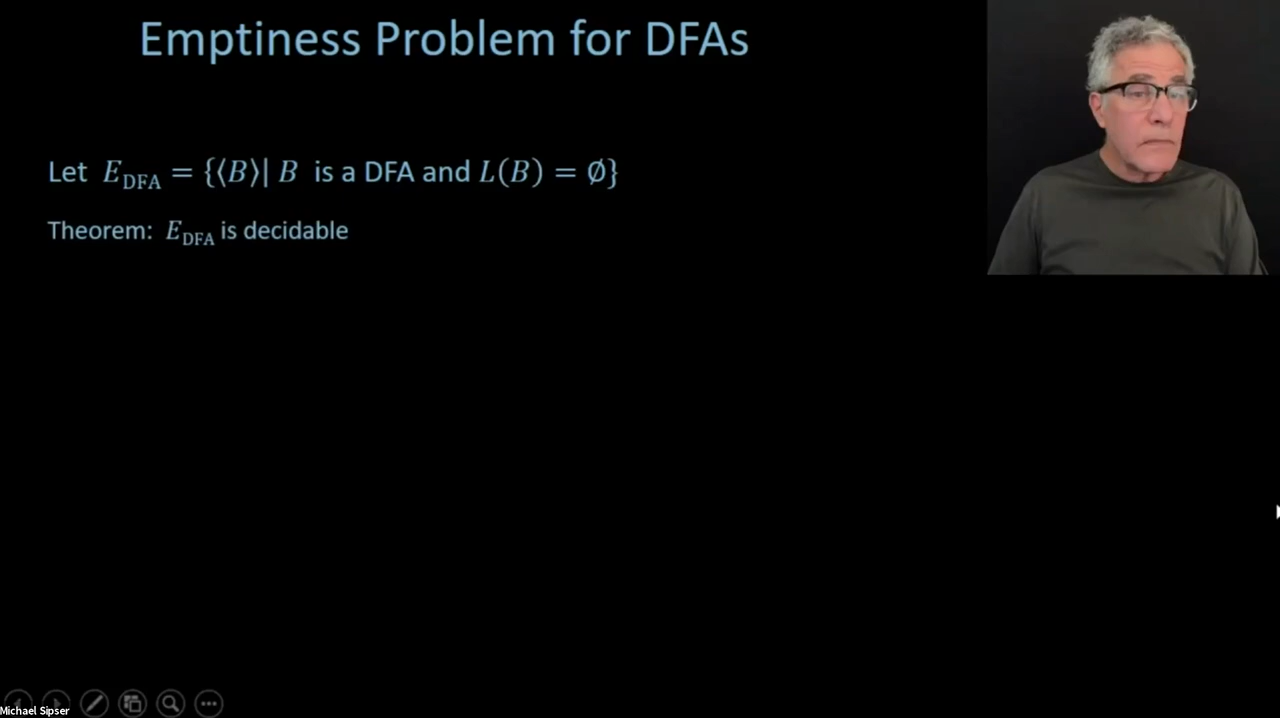 Emptiness Problem for DFAs
Let E_DFA = {⟨B⟩| B is a DFA and L(B) = ∅}
Theorem: E_DFA is decidable
Michael Sipser